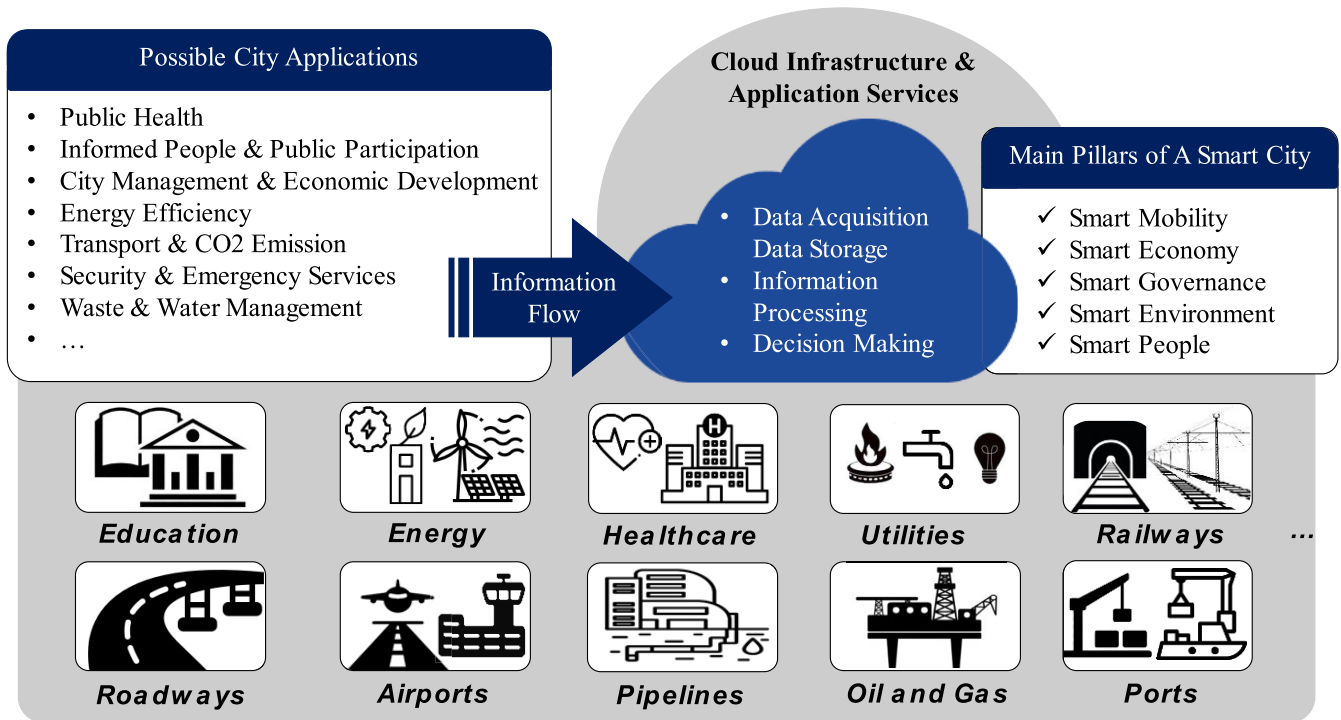 Possible City Applications
• Public Health
• Informed People & Public Participation
• City Management & Economic Development
• Energy Efficiency
• Transport & CO2 Emission
• Security & Emergency Services
• Waste & Water Management
• …
Information
Flow
Cloud Infrastructure &
Application Services
• Data Acquisition
Data Storage
• Information
Processing
• Decision Making
Main Pillars of A Smart City
✓ Smart Mobility
✓ Smart Economy
✓ Smart Governance
✓ Smart Environment
✓ Smart People
H
Education
Energy
Healthcare
Utilities
Railways
...
Roadways
Airports
Pipelines
Oil and Gas
Ports